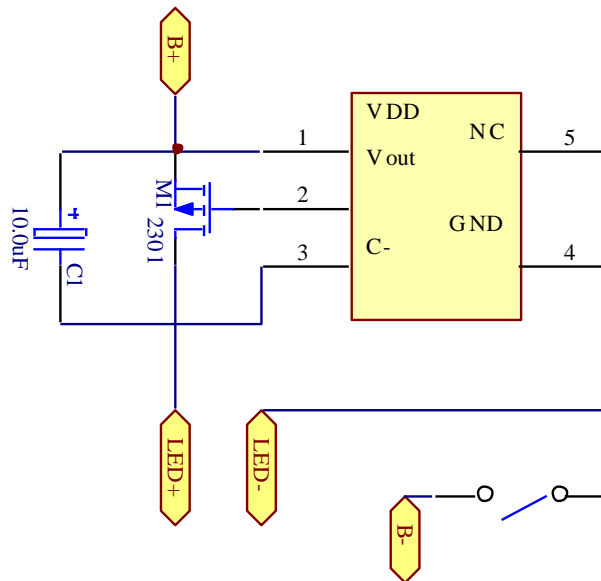 B+
VDD
NC
5
1
Vout
M1
2301
2
GND
10.0uF
C1
+
3
C-
4
LED+
LED-
B-